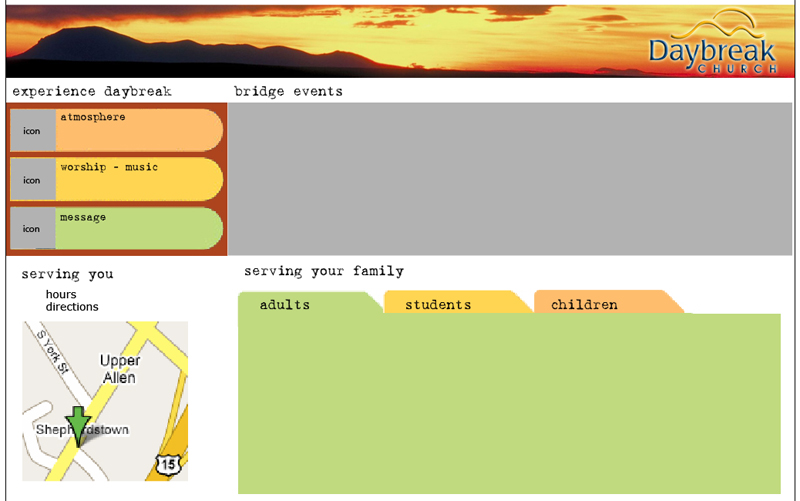 Daybreak
CHURCH
experience daybreak
bridge events
icon
atmosphere
icon
worship - music
icon
message
serving you
hours
directions
S York St
Upper
Allen
Shepherdstown
15
serving your family
adults
students
children